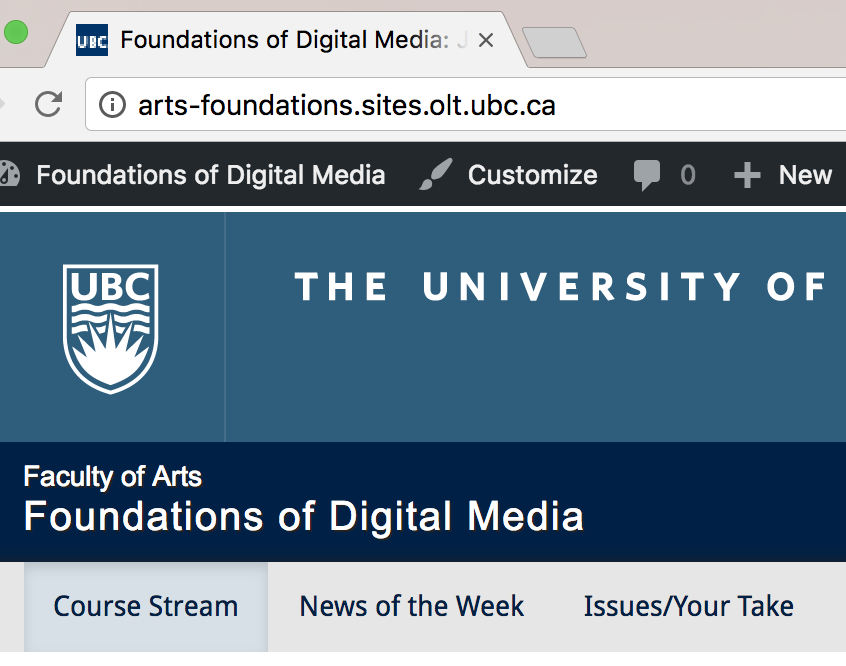 UBC Foundations of Digital Media: J
arts-foundations.sites.olt.ubc.ca
Foundations of Digital Media Customize 0 New
UBC
THE UNIVERSITY OF
Faculty of Arts
Foundations of Digital Media
Course Stream News of the Week Issues/Your Take